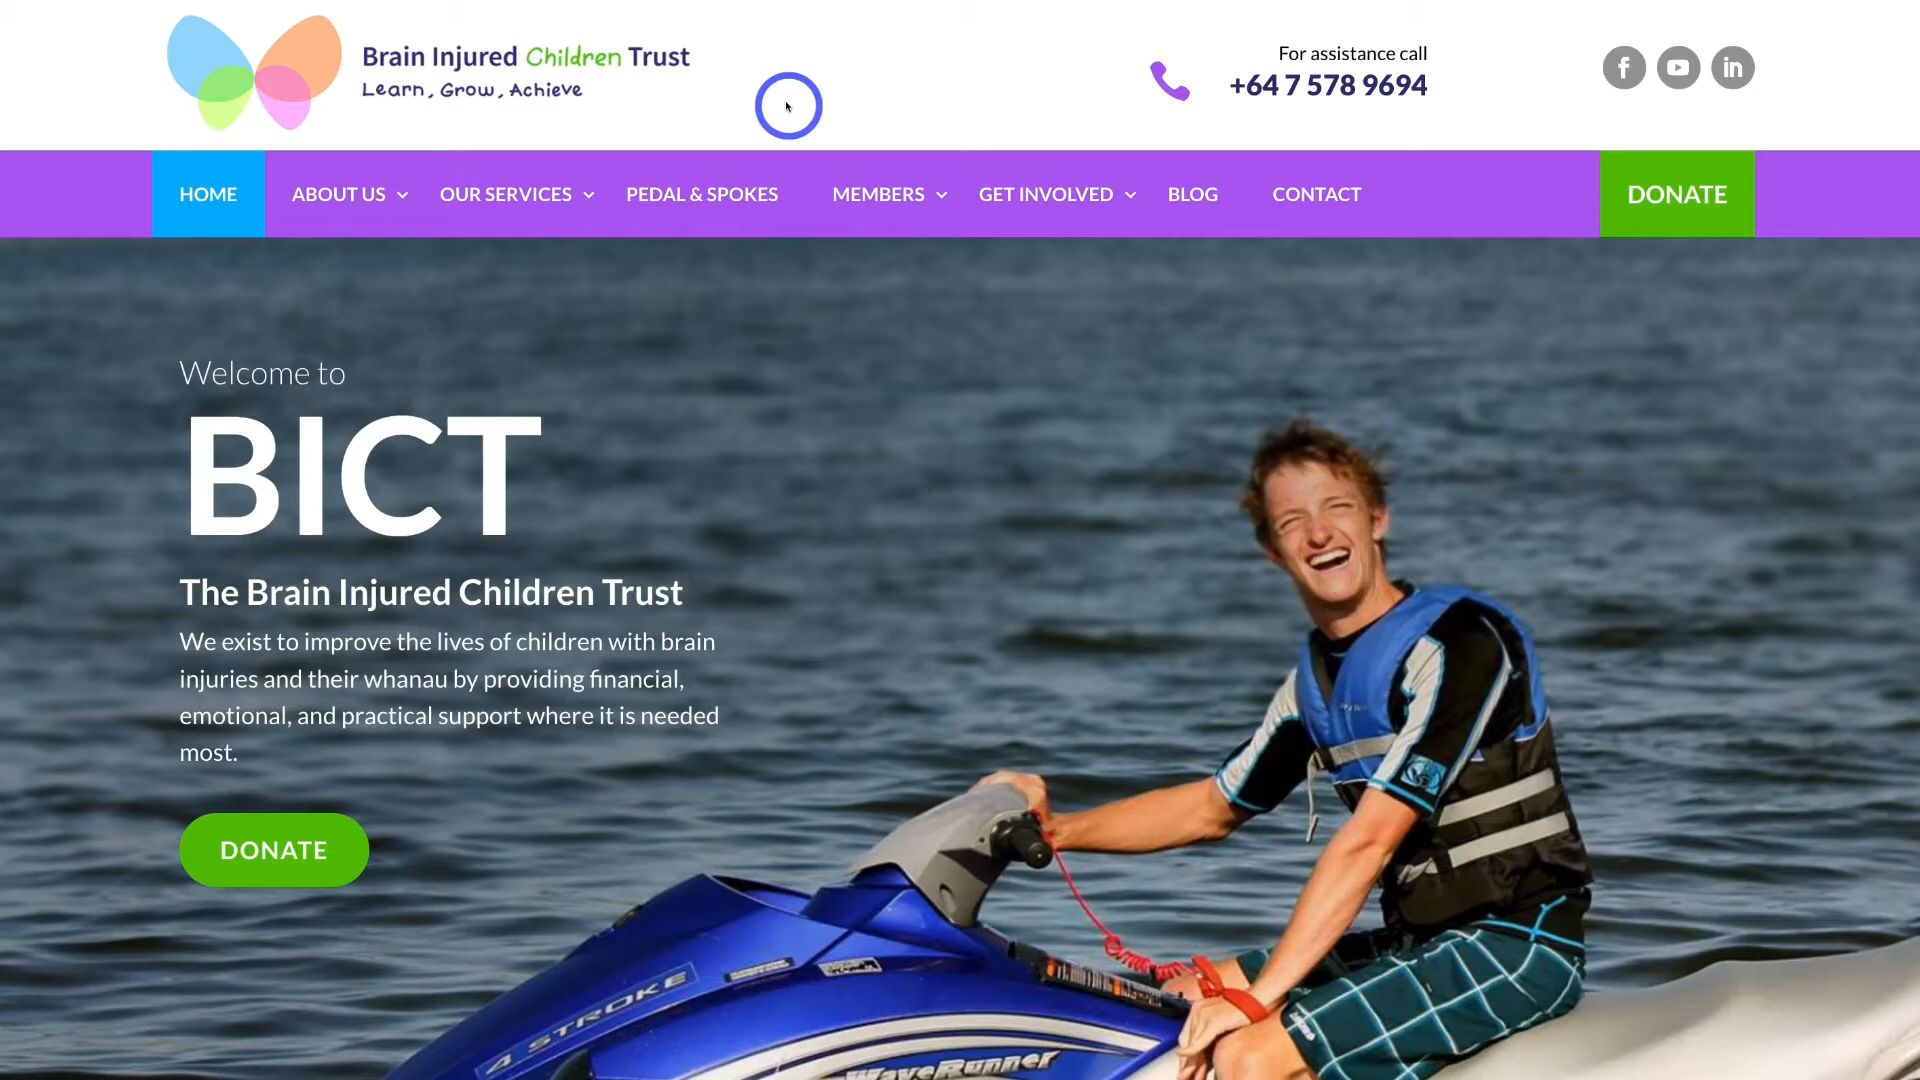 Brain Injured Children Trust
Learn, Grow, Achieve
For assistance call
+64 7 578 9694
HOME
ABOUT US
OUR SERVICES
PEDAL & SPOKES
MEMBERS
GET INVOLVED
BLOG
CONTACT
DONATE
Welcome to
BICT
The Brain Injured Children Trust
We exist to improve the lives of children with brain
injuries and their whanau by providing financial,
emotional, and practical support where it is needed
most.
DONATE
4 STROKE
WaveRunner